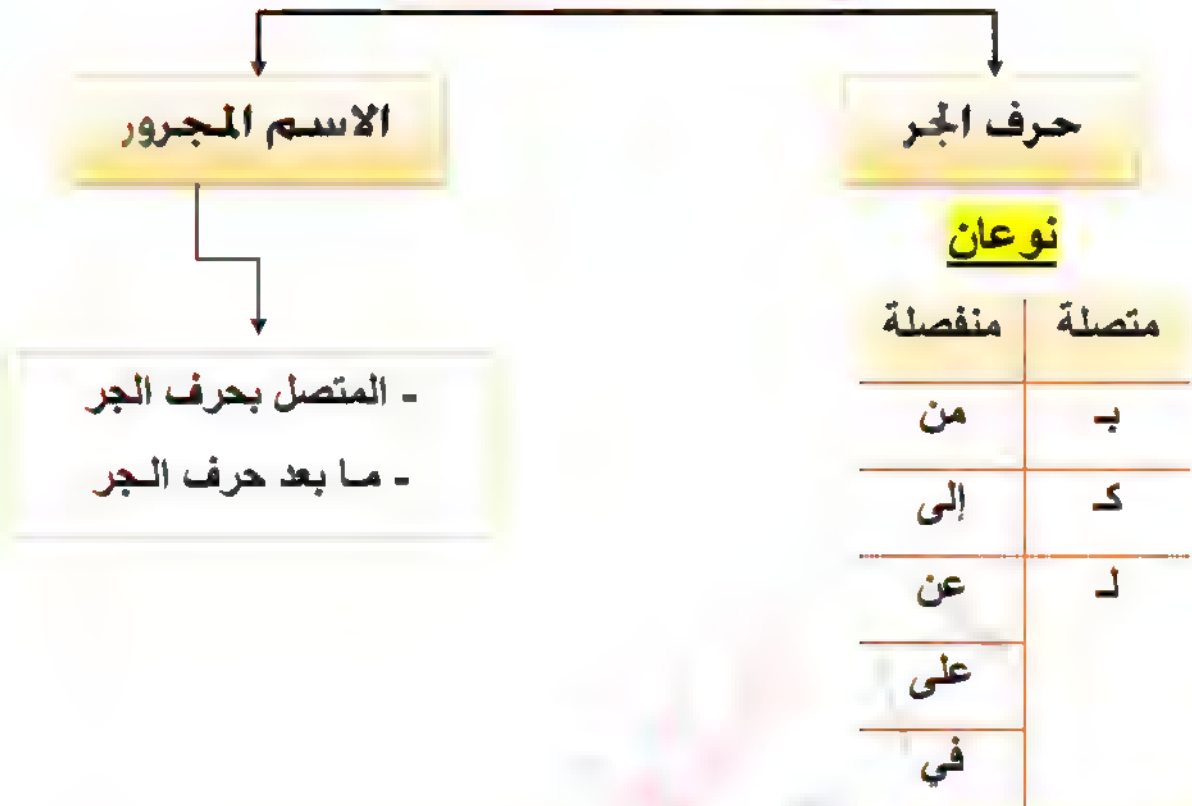 حرف الجر
الاسم المجرور
نوعان
متصلة منفصلة
بـ من
كـ إلى
لـ عن
على
في
- المتصل بحرف الجر
- ما بعد حرف الجر